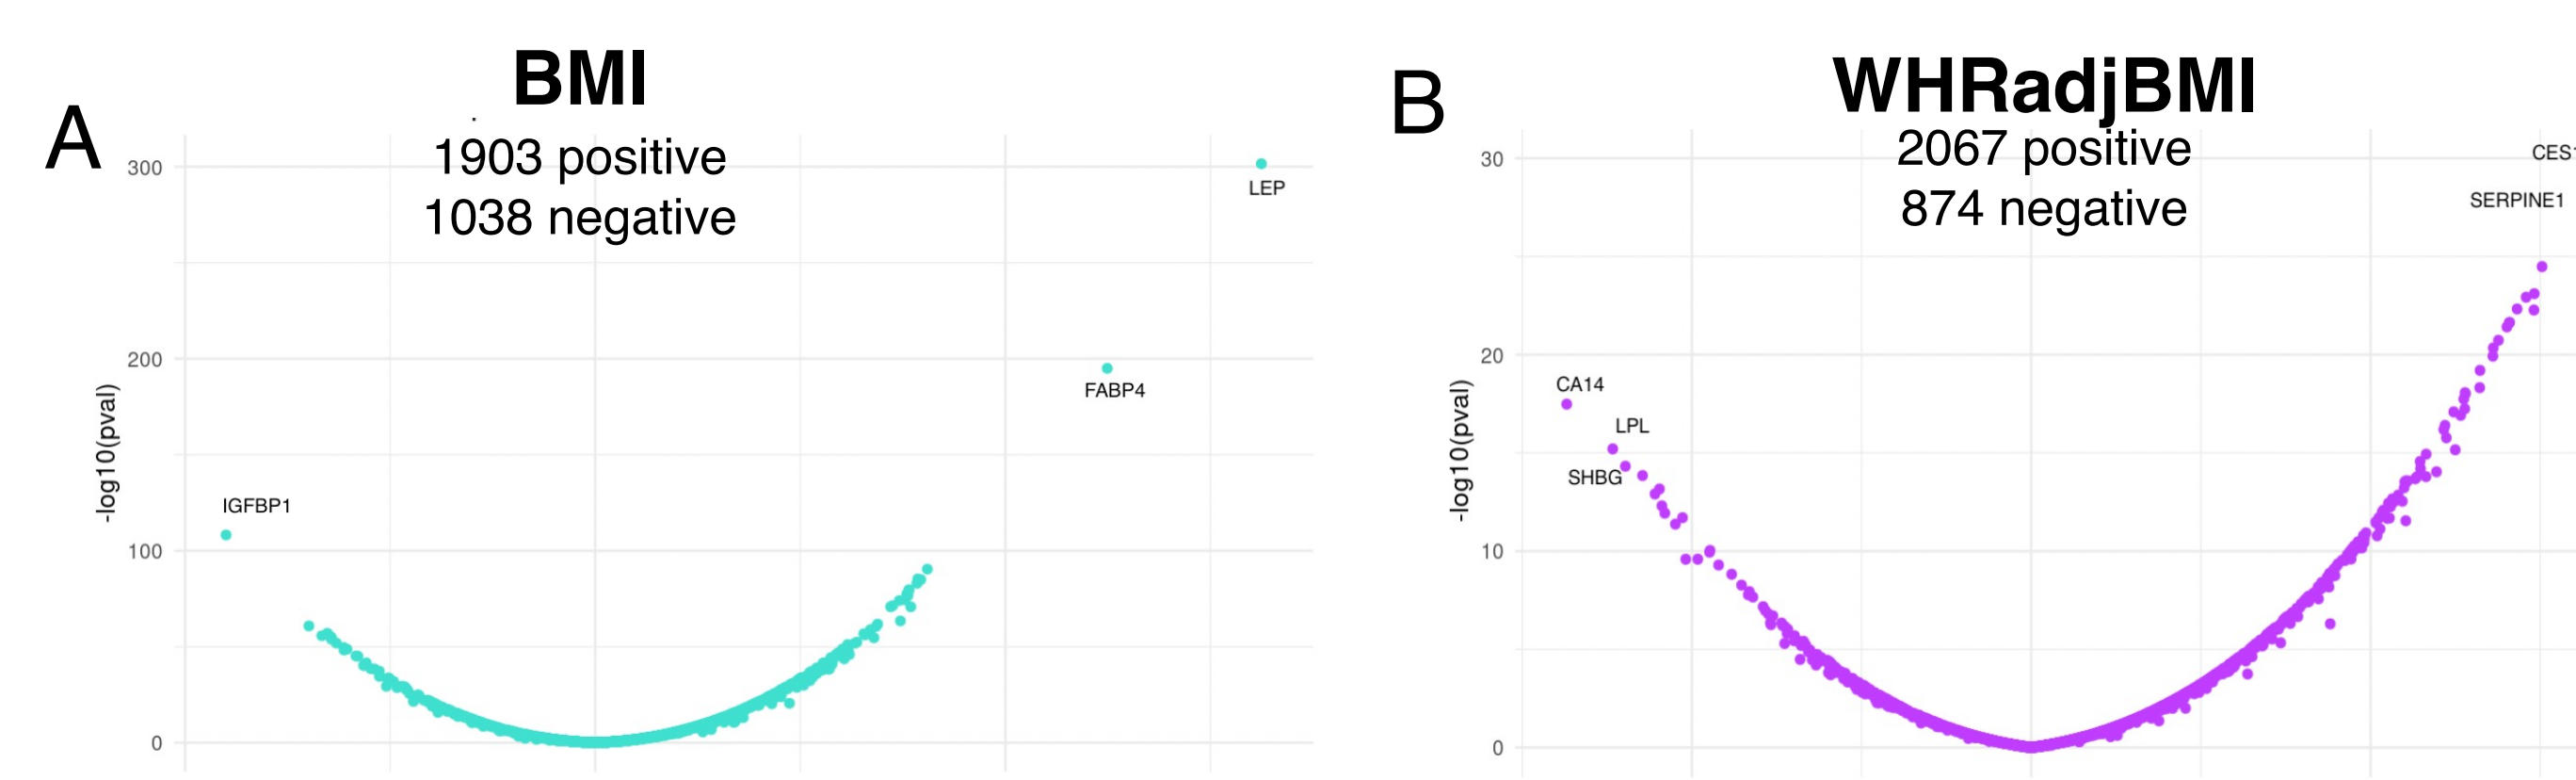 A
BMI
1903 positive
1038 negative
300
200
100
0
-log10(pval)
LEP
FABP4
IGFBP1
B
WHRadjBMI
2067 positive
874 negative
30
20
10
0
-log10(pval)
CES1
SERPINE1
CA14
LPL
SHBG